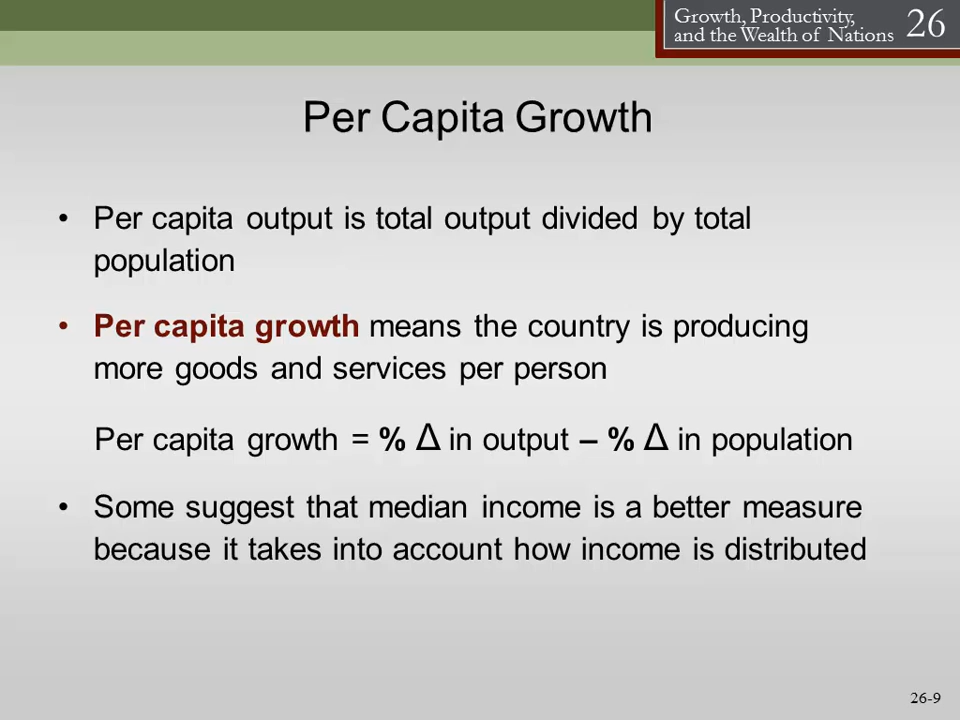 Growth, Productivity,
and the Wealth of Nations
26
Per Capita Growth
• Per capita output is total output divided by total
population
• Per capita growth means the country is producing
more goods and services per person
Per capita growth = % Δ in output – % Δ in population
• Some suggest that median income is a better measure
because it takes into account how income is distributed
26-9